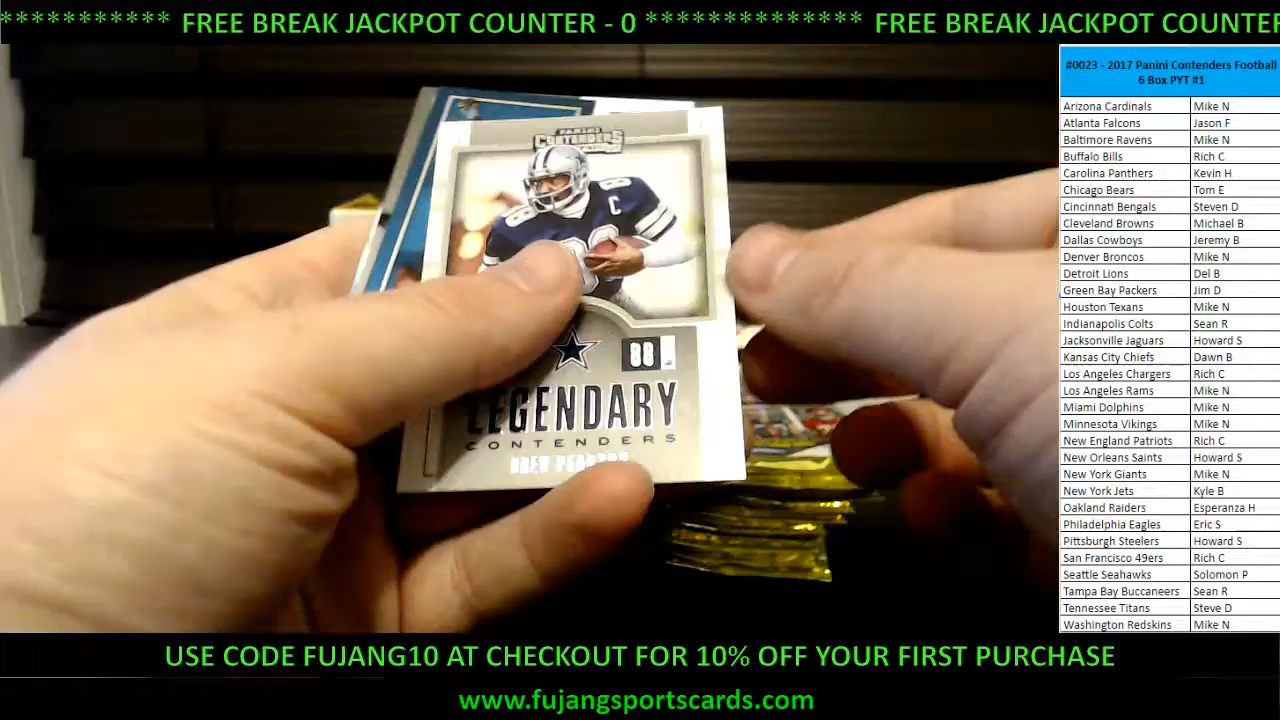 *********** FREE BREAK JACKPOT COUNTER - 0 ************** FREE BREAK JACKPOT COUNTER
#0023 - 2017 Panini Contenders Football
6 Box PYT #1
Arizona Cardinals Mike N
Atlanta Falcons Jason F
Baltimore Ravens Mike N
Buffalo Bills Rich C
Carolina Panthers Kevin H
Chicago Bears Tom E
Cincinnati Bengals Steven D
Cleveland Browns Michael B
Dallas Cowboys Jeremy B
Denver Broncos Mike N
Detroit Lions Del B
Green Bay Packers Jim D
Houston Texans Mike N
Indianapolis Colts Sean R
Jacksonville Jaguars Howard S
Kansas City Chiefs Dawn B
Los Angeles Chargers Rich C
Los Angeles Rams Mike N
Miami Dolphins Mike N
Minnesota Vikings Mike N
New England Patriots Rich C
New Orleans Saints Howard S
New York Giants Mike N
New York Jets Kyle B
Oakland Raiders Esperanza H
Philadelphia Eagles Eric S
Pittsburgh Steelers Howard S
San Francisco 49ers Rich C
Seattle Seahawks Solomon P
Tampa Bay Buccaneers Sean R
Tennessee Titans Steve D
Washington Redskins Mike N
PANINI
CONTENDERS
C
88
LEGENDARY
CONTENDERS
DREW PEARSON
USE CODE FUJANG10 AT CHECKOUT FOR 10% OFF YOUR FIRST PURCHASE
www.fujangsportscards.com